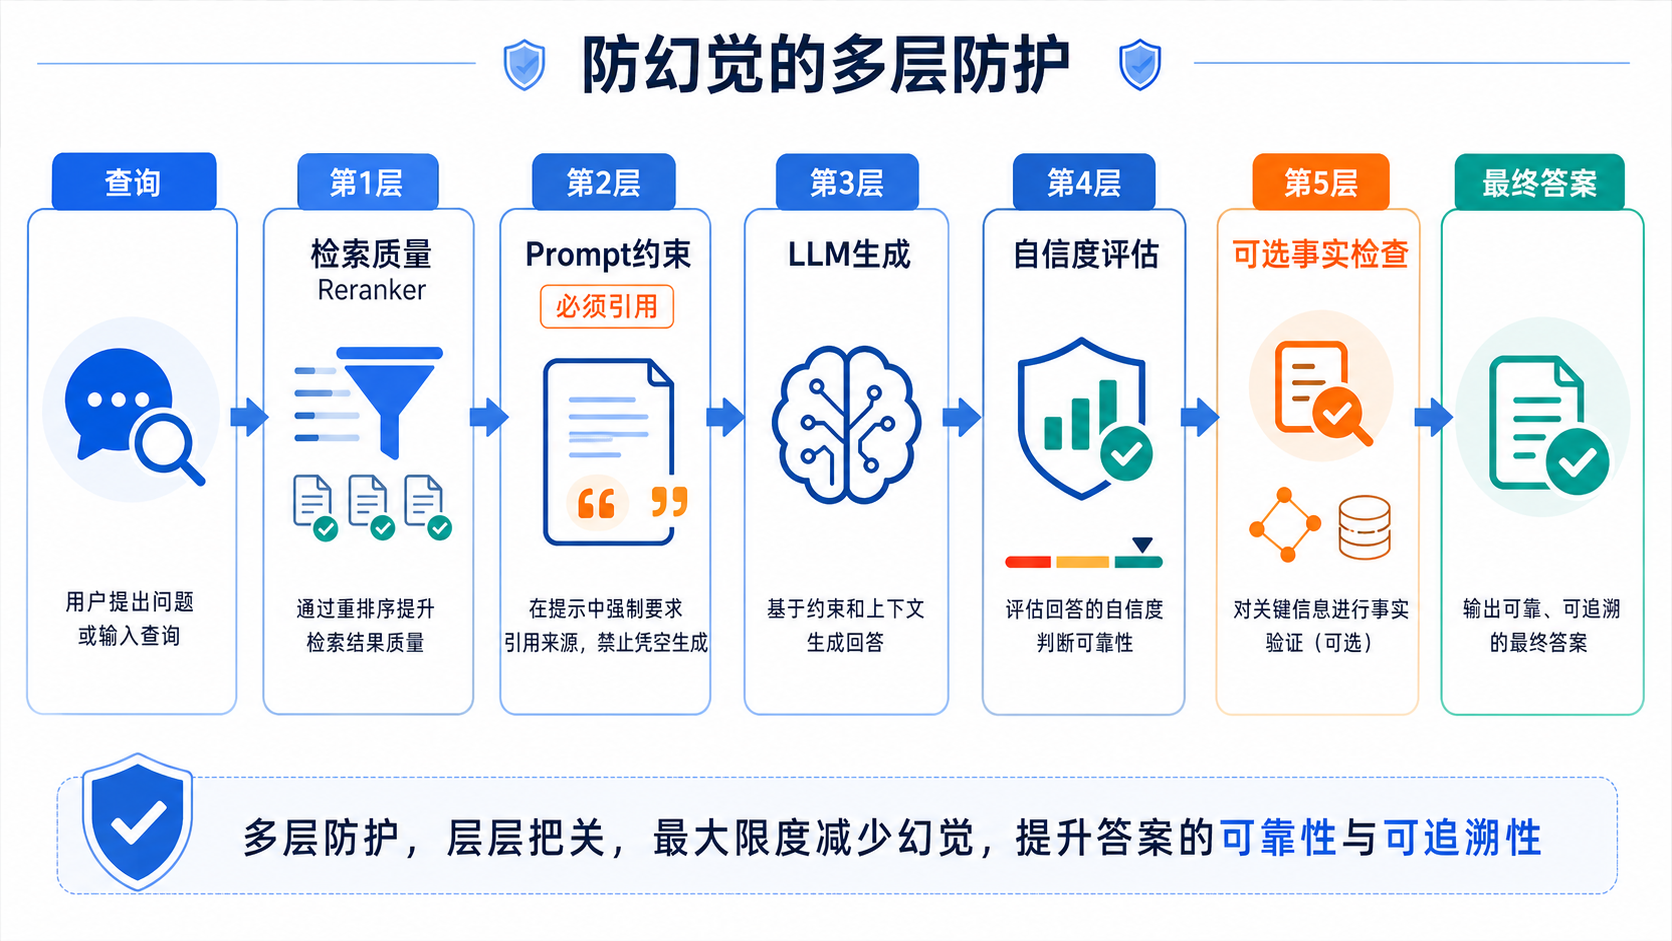 防幻觉的多层防护
查询
用户提出问题
或输入查询
第1层
检索质量
Reranker
通过重排序提升
检索结果质量
第2层
Prompt约束
必须引用
在提示中强制要求
引用来源，禁止凭空生成
第3层
LLM生成
基于约束和上下文
生成回答
第4层
自信度评估
评估回答的自信度
判断可靠性
第5层
可选事实检查
对关键信息进行事实
验证（可选）
最终答案
输出可靠、可追溯
的最终答案
多层防护，层层把关，最大限度减少幻觉，提升答案的可靠性与可追溯性